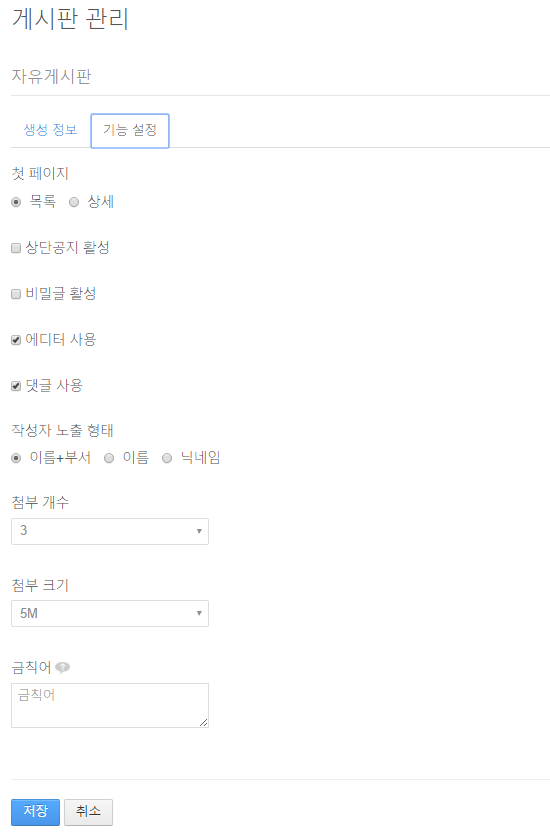 게시판 관리
자유게시판
생성 정보 기능 설정
첫 페이지
목록 상세
상단공지 활성
비밀글 활성
에디터 사용
댓글 사용
작성자 노출 형태
이름+부서 이름 닉네임
첨부 개수
3
첨부 크기
5M
금칙어 ?
금칙어
저장 취소